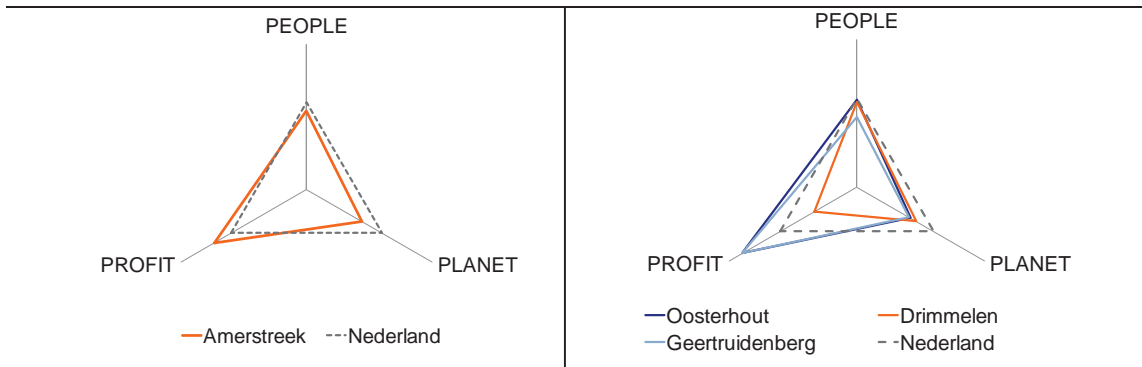 PEOPLE
PROFIT
PLANET
Amerstreek Nederland
PEOPLE
PROFIT
PLANET
Oosterhout Drimmelen
Geertruidenberg Nederland